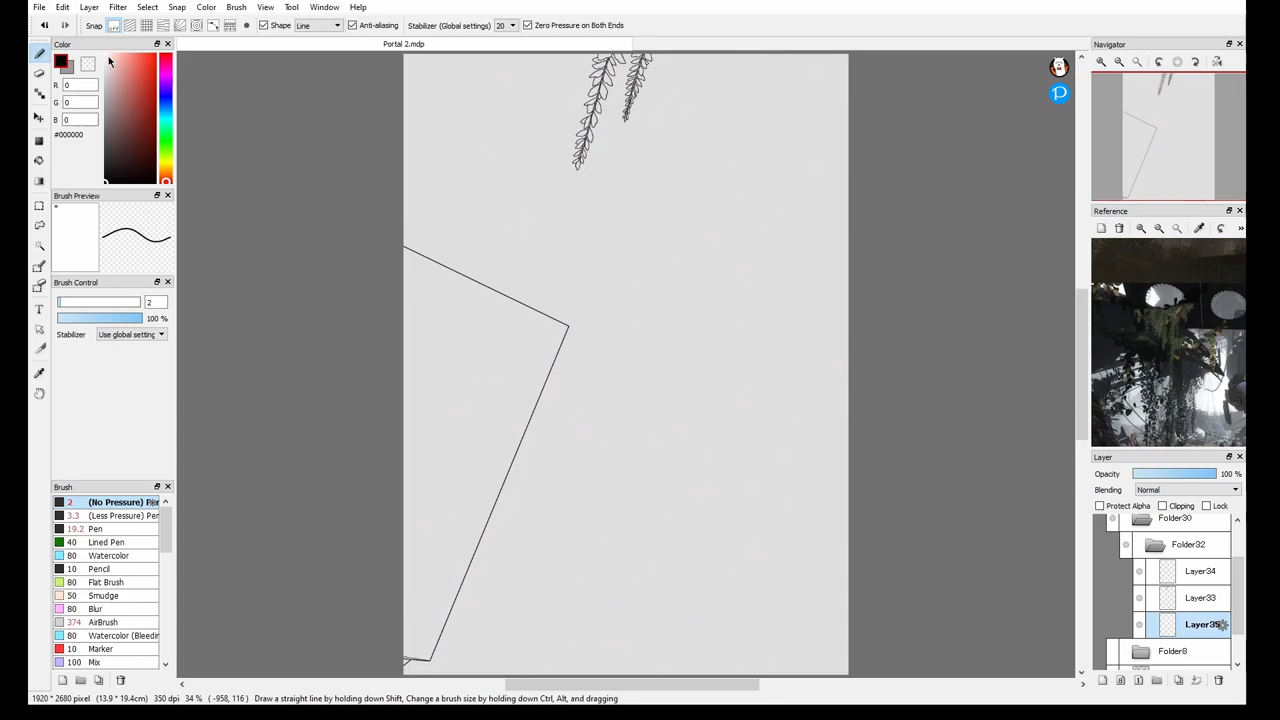 File Edit Layer Filter Select Snap Color Brush View Tool Window Help
Snap Shape Line Anti-aliasing Stabilizer (Global settings) 20 Zero Pressure on Both Ends
Color
Portal 2.mdp
R 0
G 0
B 0
#000000
Brush Preview
Brush Control
2
100 %
Stabilizer Use global setting
Brush
2 (No Pressure)
3.3 (Less Pressure) Pen
19.2 Pen
40 Lined Pen
80 Watercolor
10 Pencil
80 Flat Brush
50 Smudge
80 Blur
374 AirBrush
80 Watercolor (Bleedin
10 Marker
100 Mix
Navigator
Reference
Layer
Opacity 100 %
Blending Normal
Protect Alpha Clipping Lock
Folder30
Folder32
Layer34
Layer33
Layer35
Folder8
1920 * 2680 pixel (13.9 * 19.4cm) 350 dpi 34 % (-958, 116) Draw a straight line by holding down Shift, Change a brush size by holding down Ctrl, Alt, and dragging